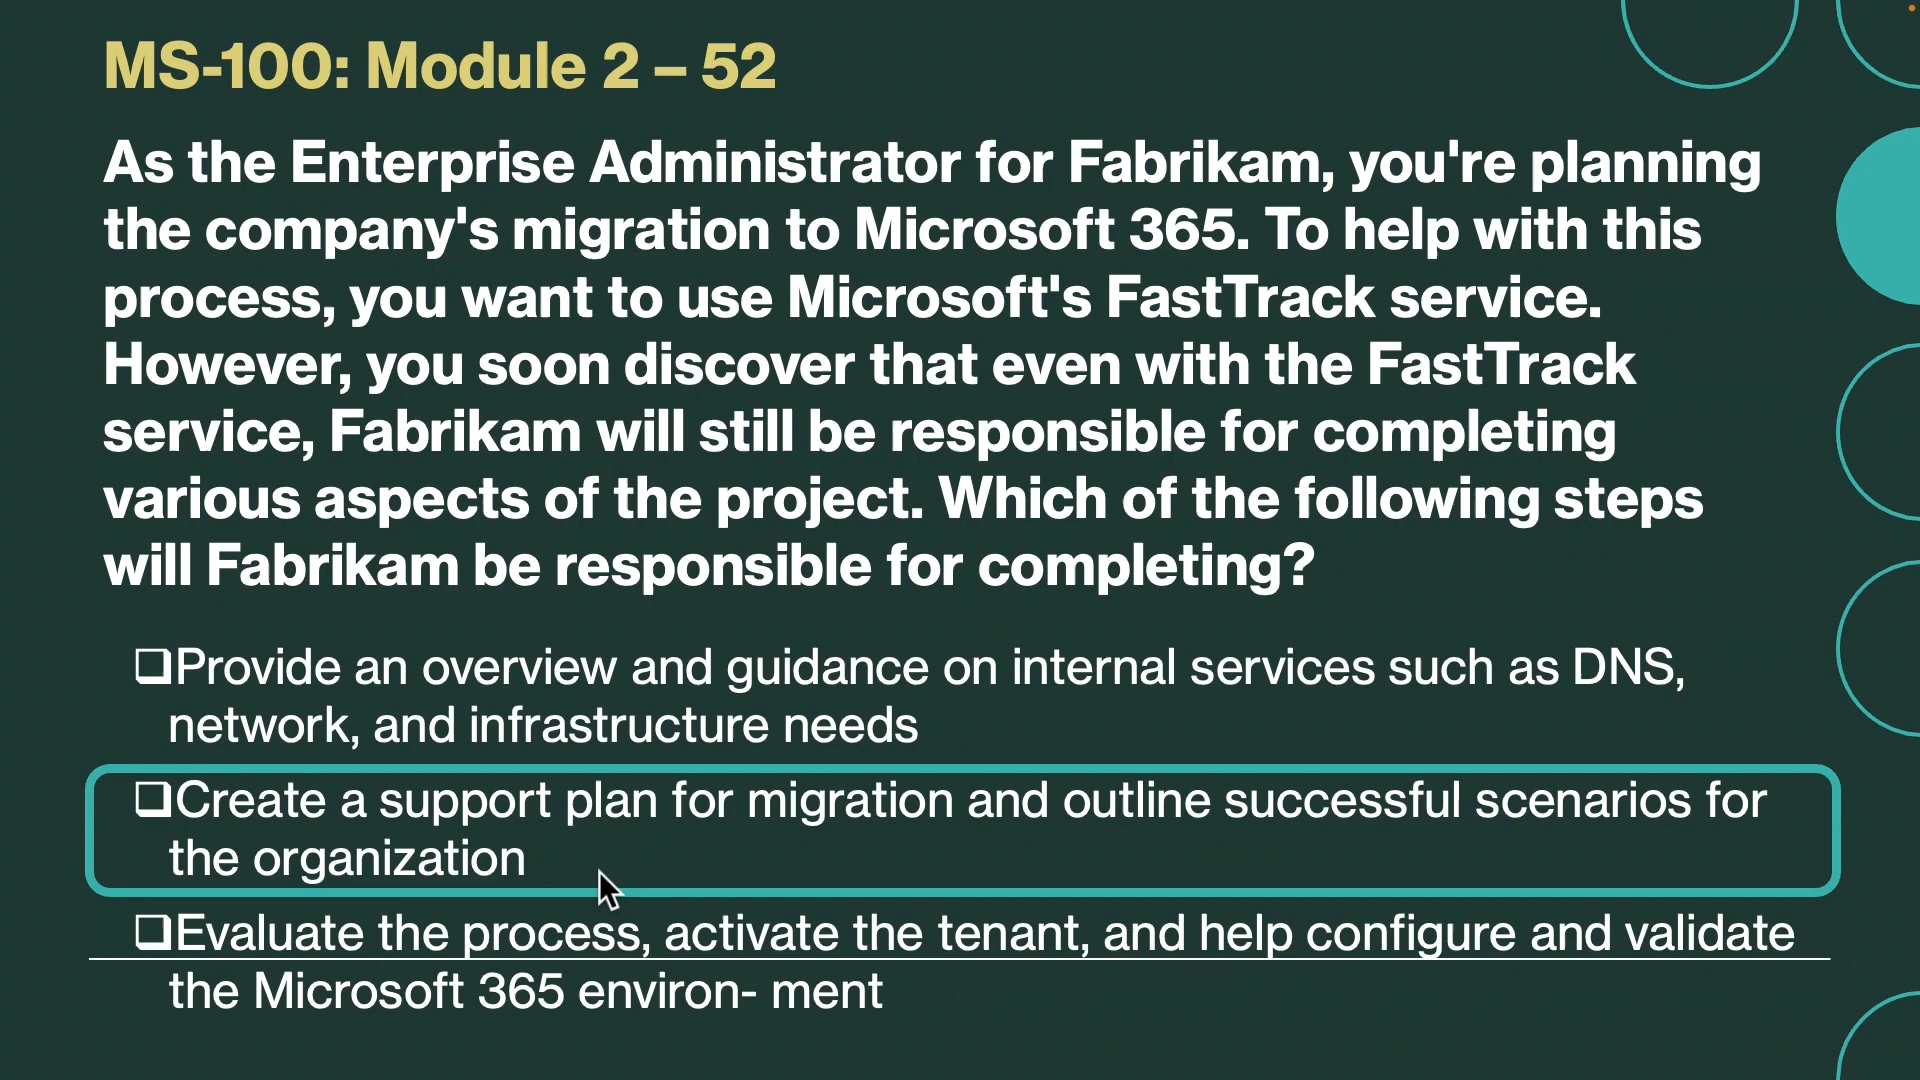 MS-100: Module 2 – 52
As the Enterprise Administrator for Fabrikam, you're planning
the company's migration to Microsoft 365. To help with this
process, you want to use Microsoft's FastTrack service.
However, you soon discover that even with the FastTrack
service, Fabrikam will still be responsible for completing
various aspects of the project. Which of the following steps
will Fabrikam be responsible for completing?
❑Provide an overview and guidance on internal services such as DNS,
network, and infrastructure needs
❑Create a support plan for migration and outline successful scenarios for
the organization
❑Evaluate the process, activate the tenant, and help configure and validate
the Microsoft 365 environ- ment